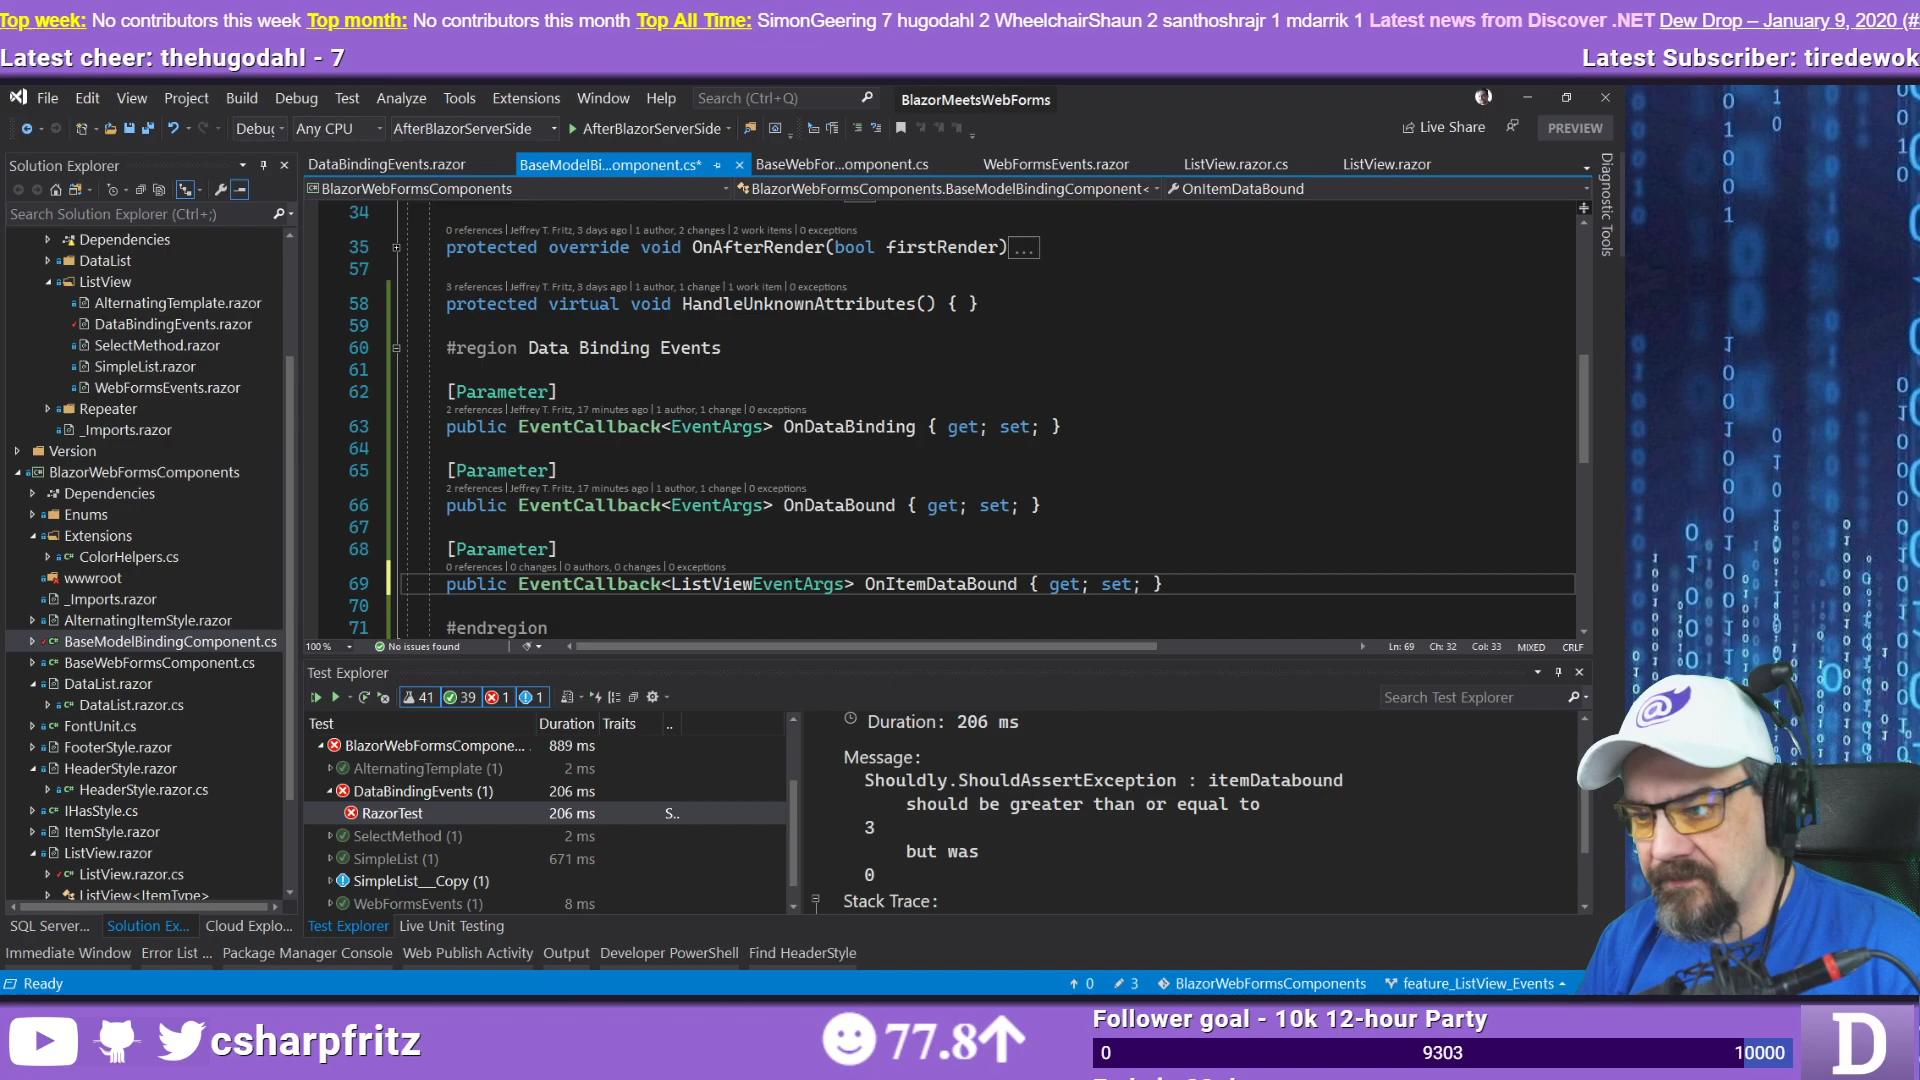 Top week: No contributors this week Top month: No contributors this month Top All Time: SimonGeering 7 hugodahl 2 WheelchairShaun 2 santhoshrajr 1 mdarrik 1 Latest news from Discover .NET Dew Drop – January 9, 2020 (#
Latest cheer: thehugodahl - 7
Latest Subscriber: tiredewok
File Edit View Project Build Debug Test Analyze Tools Extensions Window Help Search (Ctrl+Q) BlazorMeetsWebForms
Debug Any CPU AfterBlazorServerSide AfterBlazorServerSide Live Share PREVIEW
Solution Explorer
Search Solution Explorer (Ctrl+;)
Dependencies
DataList
ListView
AlternatingTemplate.razor
DataBindingEvents.razor
SelectMethod.razor
SimpleList.razor
WebFormsEvents.razor
Repeater
_Imports.razor
Version
BlazorWebFormsComponents
Dependencies
Enums
Extensions
ColorHelpers.cs
wwwroot
_Imports.razor
AlternatingItemStyle.razor
BaseModelBindingComponent.cs
BaseWebFormsComponent.cs
DataList.razor
DataList.razor.cs
FontUnit.cs
FooterStyle.razor
HeaderStyle.razor
HeaderStyle.razor.cs
IHasStyle.cs
ItemStyle.razor
ListView.razor
ListView.razor.cs
ListView<ItemType>
SQL Server... Solution Ex... Cloud Explo...
DataBindingEvents.razor BaseModelBi...omponent.cs* BaseWebFor...omponent.cs WebFormsEvents.razor ListView.razor.cs ListView.razor
BlazorWebFormsComponents BlazorWebFormsComponents.BaseModelBindingComponent< OnItemDataBound
Diagnostic Tools
34
0 references | Jeffrey T. Fritz, 3 days ago | 1 author, 2 changes | 2 work items | 0 exceptions
35 protected override void OnAfterRender(bool firstRender)...
57
3 references | Jeffrey T. Fritz, 3 days ago | 1 author, 1 change | 1 work item | 0 exceptions
58 protected virtual void HandleUnknownAttributes() { }
59
60 #region Data Binding Events
61
62 [Parameter]
2 references | Jeffrey T. Fritz, 17 minutes ago | 1 author, 1 change | 0 exceptions
63 public EventCallback<EventArgs> OnDataBinding { get; set; }
64
65 [Parameter]
2 references | Jeffrey T. Fritz, 17 minutes ago | 1 author, 1 change | 0 exceptions
66 public EventCallback<EventArgs> OnDataBound { get; set; }
67
68 [Parameter]
0 references | 0 changes | 0 authors, 0 changes | 0 exceptions
69 public EventCallback<ListViewEventArgs> OnItemDataBound { get; set; }
70
71 #endregion
100 % No issues found Ln: 69 Ch: 32 Col: 33 MIXED CRLF
Test Explorer
41 39 1 1 Search Test Explorer
Test Duration Traits ..
BlazorWebFormsCompone... 889 ms
AlternatingTemplate (1) 2 ms
DataBindingEvents (1) 206 ms
RazorTest 206 ms S..
SelectMethod (1) 2 ms
SimpleList (1) 671 ms
SimpleList__Copy (1)
WebFormsEvents (1) 8 ms
Duration: 206 ms
Message:
Shouldly.ShouldAssertException : itemDatabound
should be greater than or equal to
3
but was
0
Stack Trace:
Test Explorer Live Unit Testing
Immediate Window Error List ... Package Manager Console Web Publish Activity Output Developer PowerShell Find HeaderStyle
Ready 0 3 BlazorWebFormsComponents feature_ListView_Events
csharpfritz
77.8
Follower goal - 10k 12-hour Party
0 9303 10000
D